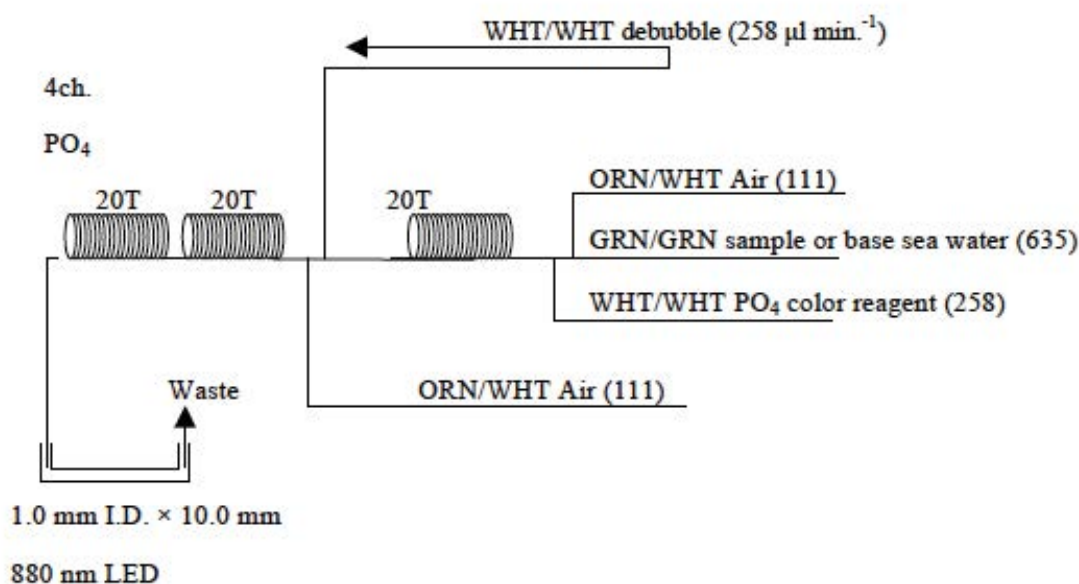 WHT/WHT debubble (258 μl min.⁻¹)
4ch.
PO₄
20T 20T 20T
ORN/WHT Air (111)
GRN/GRN sample or base sea water (635)
WHT/WHT PO₄ color reagent (258)
Waste
ORN/WHT Air (111)
1.0 mm I.D. × 10.0 mm
880 nm LED